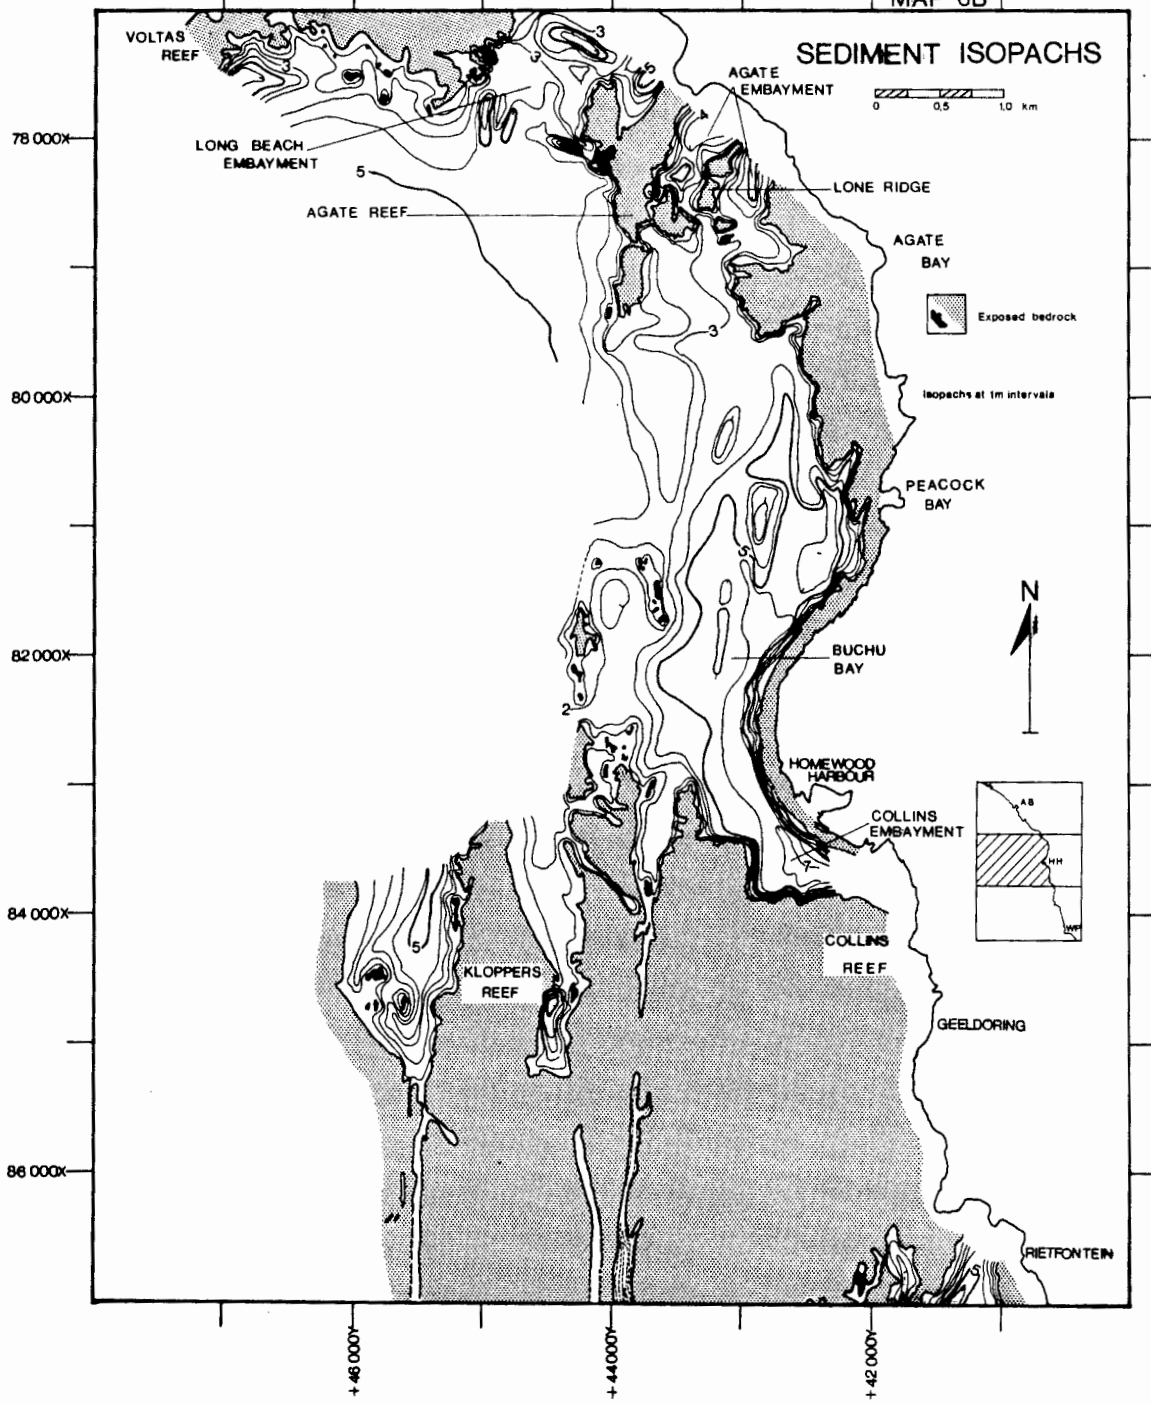 MAP 6B
SEDIMENT ISOPACHS
0 0,5 1,0 km
VOLTAS
REEF
3
3
3
5
AGATE
EMBAYMENT
4
78 000X
LONG BEACH
EMBAYMENT
5
LONE RIDGE
AGATE REEF
AGATE
BAY
Exposed bedrock
3
80 000X
Isopachs at 1m intervals
PEACOCK
BAY
5
N
82 000X
BUCHU
BAY
2
HOMEWOOD
HARBOUR
COLLINS
EMBAYMENT
7
AB
HH
WP
84 000X
5
COLLINS
REEF
KLOPPERS
REEF
GEELDORING
86 000X
RIETFONTEIN
5
+46 000Y
+44 000Y
+42 000Y